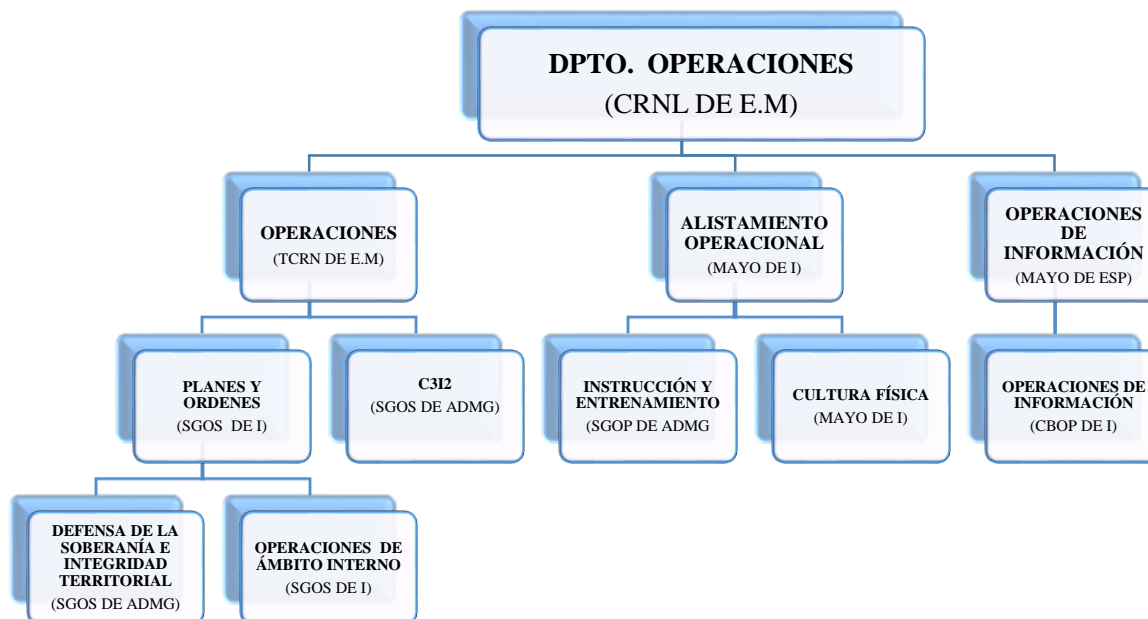 DPTO. OPERACIONES
(CRNL DE E.M)
OPERACIONES
(TCRN DE E.M)
ALISTAMIENTO
OPERACIONAL
(MAYO DE I)
OPERACIONES
DE
INFORMACIÓN
(MAYO DE ESP)
PLANES Y
ORDENES
(SGOS DE I)
C3I2
(SGOS DE ADMG)
INSTRUCCIÓN Y
ENTRENAMIENTO
(SGOP DE ADMG
CULTURA FÍSICA
(MAYO DE I)
OPERACIONES DE
INFORMACIÓN
(CBOP DE I)
DEFENSA DE LA
SOBERANÍA E
INTEGRIDAD
TERRITORIAL
(SGOS DE ADMG)
OPERACIONES DE
ÁMBITO INTERNO
(SGOS DE I)